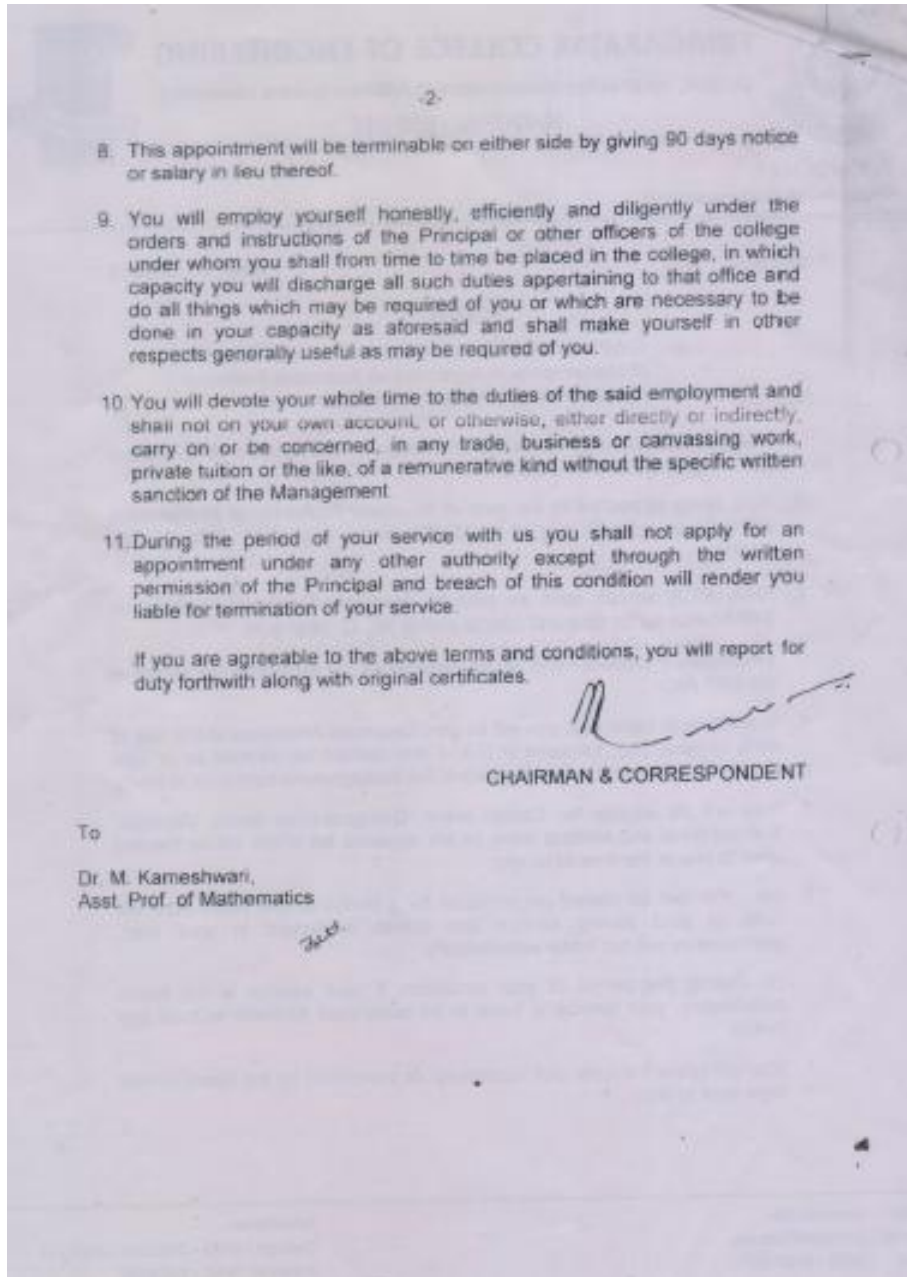 -2-
8. This appointment will be terminable on either side by giving 90 days notice
or salary in lieu thereof.
9. You will employ yourself honestly, efficiently and diligently under the
orders and instructions of the Principal or other officers of the college
under whom you shall from time to time be placed in the college, in which
capacity you will discharge all such duties appertaining to that office and
do all things which may be required of you or which are necessary to be
done in your capacity as aforesaid and shall make yourself in other
respects generally useful as may be required of you.
10. You will devote your whole time to the duties of the said employment and
shall not on your own account, or otherwise, either directly or indirectly,
carry on or be concerned, in any trade, business or canvassing work,
private tuition or the like, of a remunerative kind without the specific written
sanction of the Management.
11. During the period of your service with us you shall not apply for an
appointment under any other authority except through the written
permission of the Principal and breach of this condition will render you
liable for termination of your service.
If you are agreeable to the above terms and conditions, you will report for
duty forthwith along with original certificates.
CHAIRMAN & CORRESPONDENT
To
Dr. M. Kameshwari,
Asst. Prof. of Mathematics